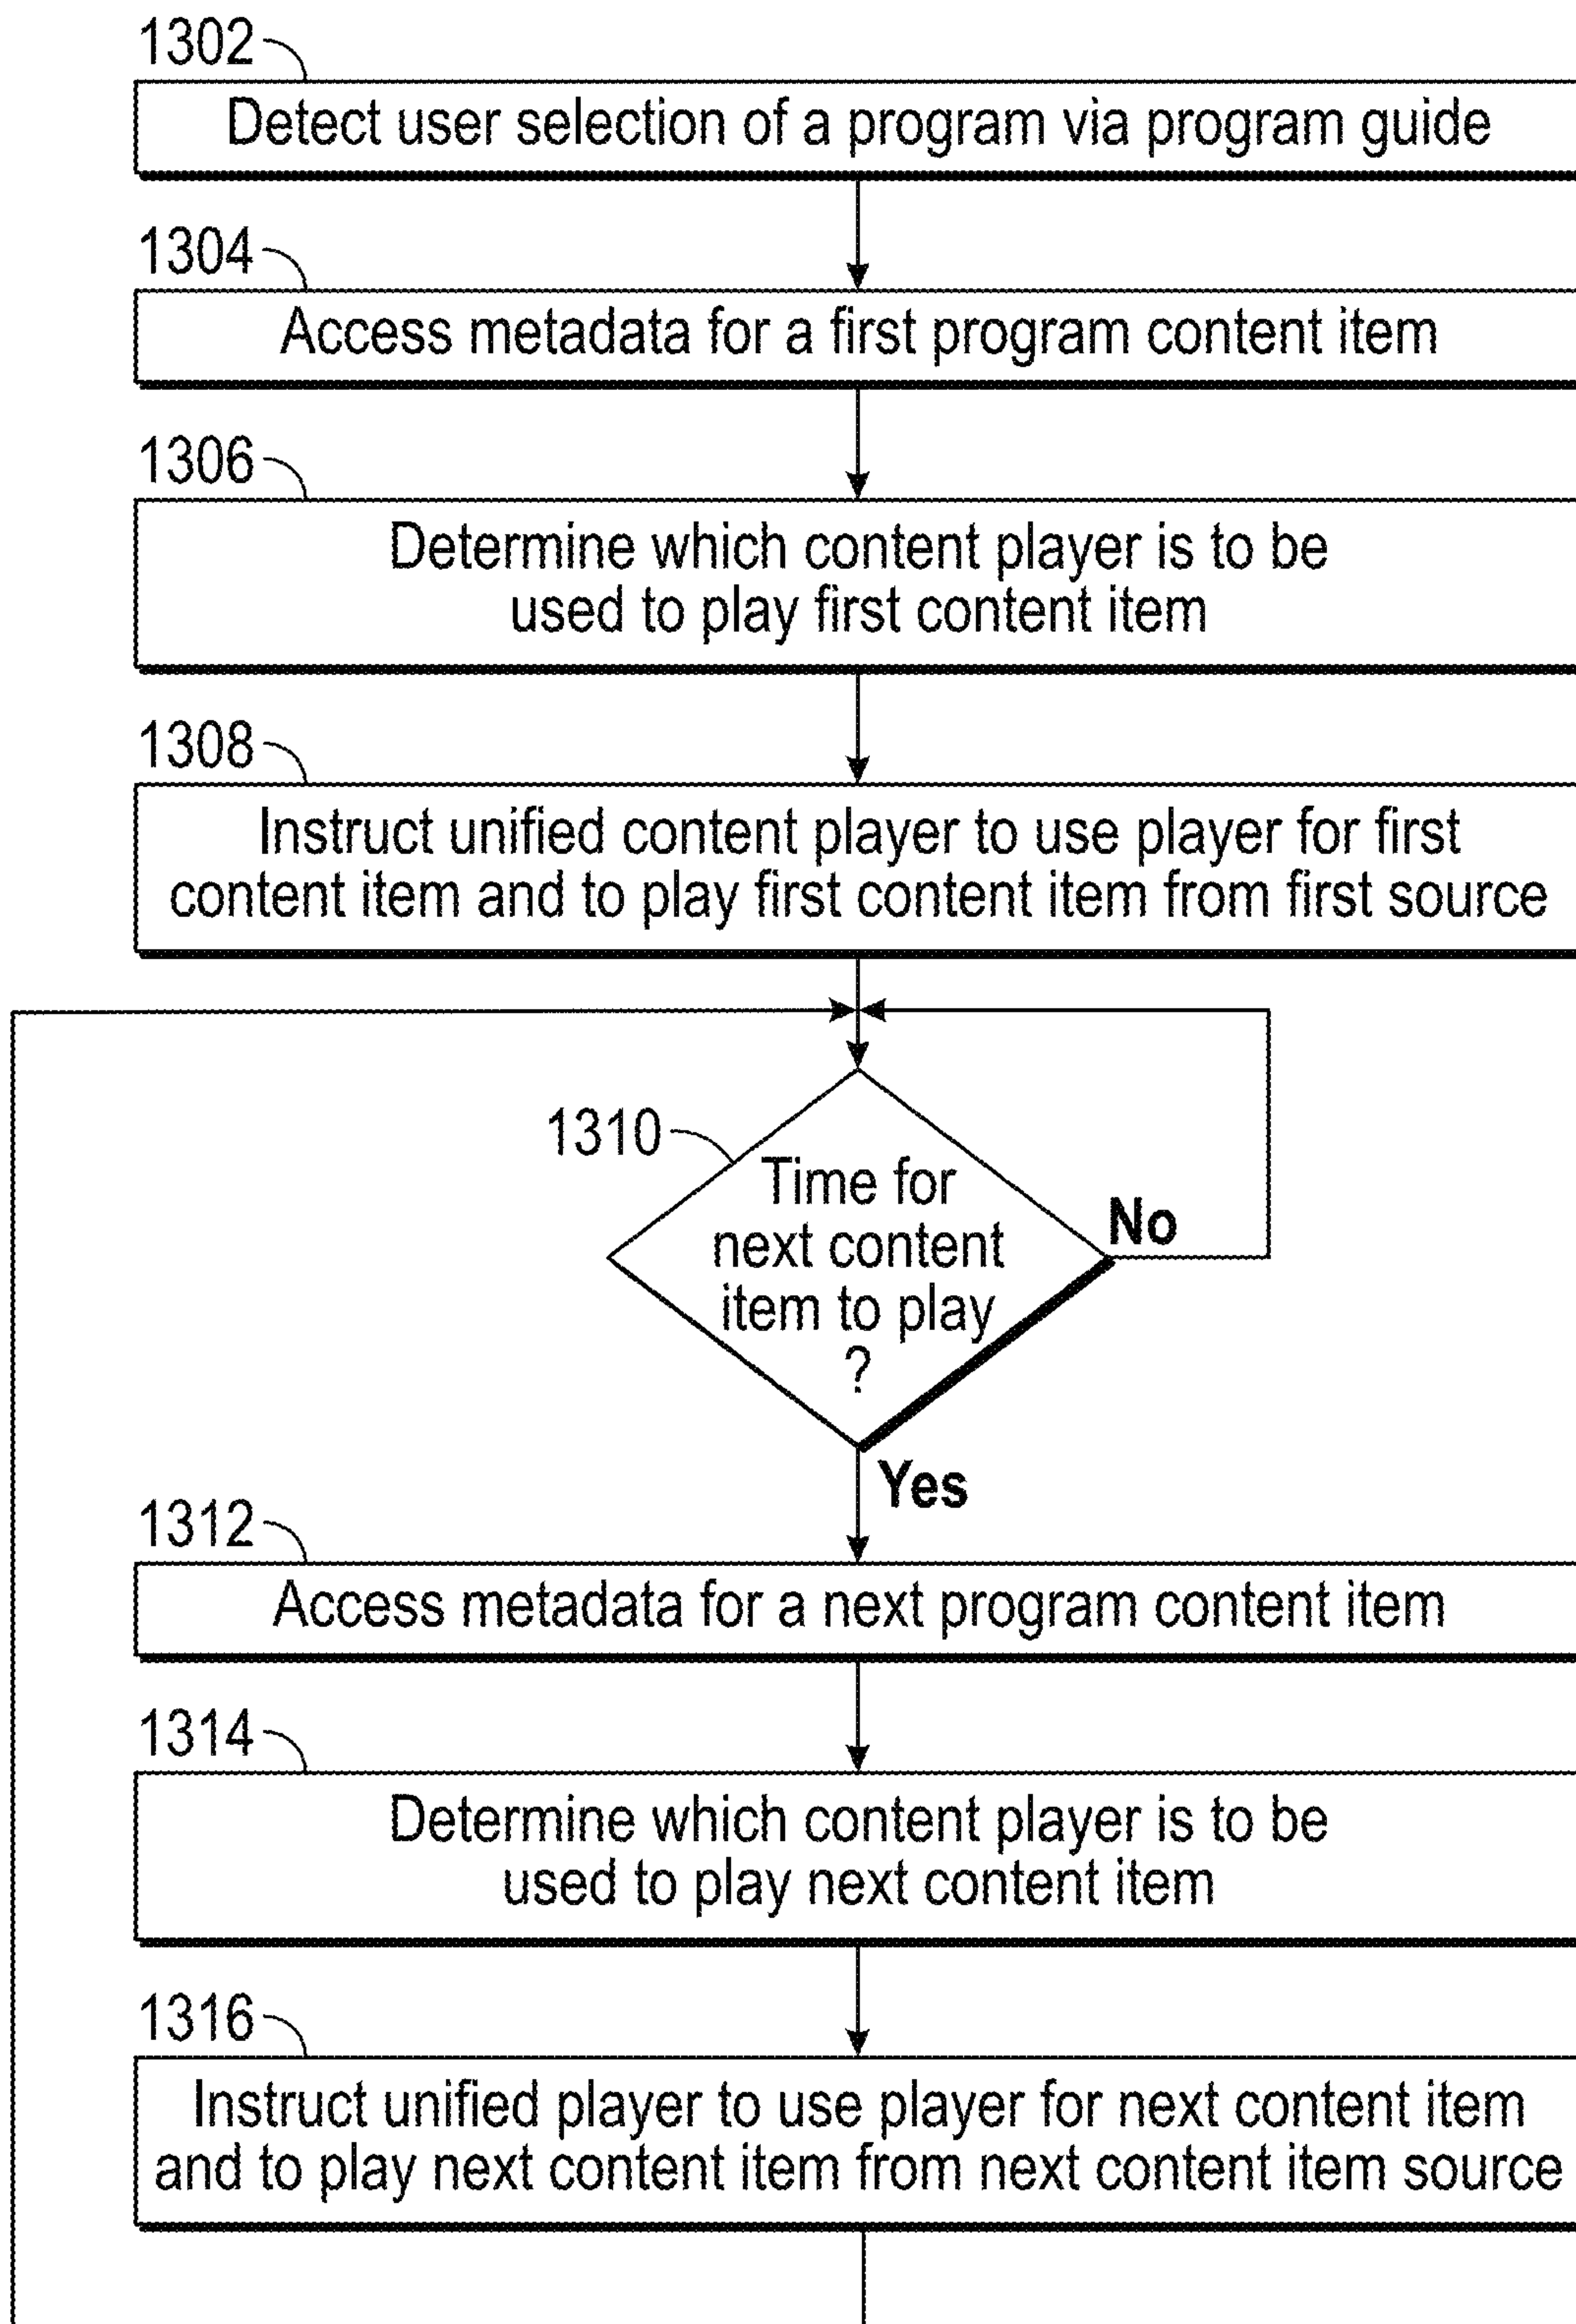 1302
Detect user selection of a program via program guide
1304
Access metadata for a first program content item
1306
Determine which content player is to be
used to play first content item
1308
Instruct unified content player to use player for first
content item and to play first content item from first source
1310
Time for
next content
item to play
?
No
Yes
1312
Access metadata for a next program content item
1314
Determine which content player is to be
used to play next content item
1316
Instruct unified player to use player for next content item
and to play next content item from next content item source